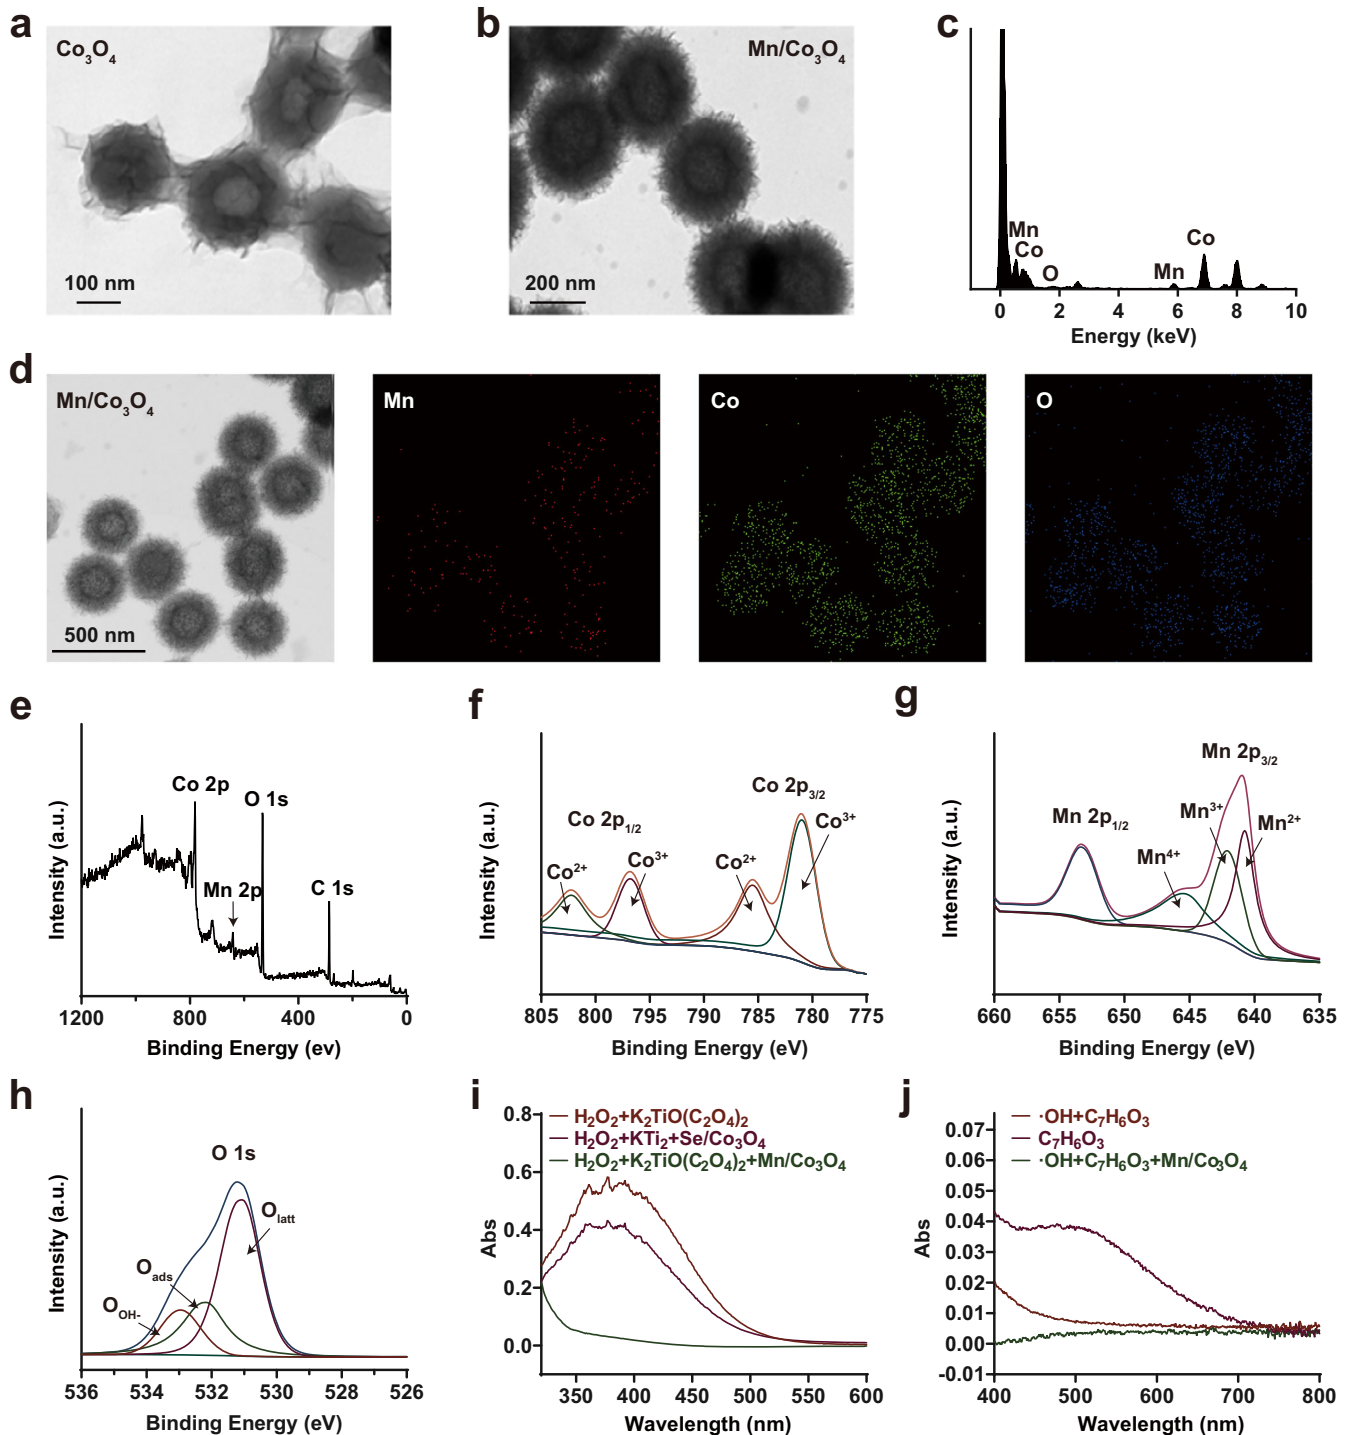 a
Co₃O₄
100 nm
b
Mn/Co₃O₄
200 nm
c
Mn
Co
O
Mn
Co
0 2 4 6 8 10
Energy (keV)
d
Mn/Co₃O₄
500 nm
Mn
Co
O
e
Intensity (a.u.)
Co 2p
O 1s
Mn 2p
C 1s
1200 800 400 0
Binding Energy (ev)
f
Intensity (a.u.)
Co 2p₃/₂
Co 2p₁/₂
Co³⁺
Co²⁺
Co³⁺
Co²⁺
805 800 795 790 785 780 775
Binding Energy (eV)
g
Intensity (a.u.)
Mn 2p₃/₂
Mn 2p₁/₂
Mn³⁺
Mn²⁺
Mn⁴⁺
660 655 650 645 640 635
Binding Energy (eV)
h
Intensity (a.u.)
O 1s
O latt
O ads
O OH-
536 533 531 530 528 526
Binding Energy (eV)
i
Abs
0.8
0.6
0.4
0.2
0.0
H₂O₂+K₂TiO(C₂O₄)₂
H₂O₂+KTi₂+Se/Co₃O₄
H₂O₂+K₂TiO(C₂O₄)₂+Mn/Co₃O₄
350 400 450 500 550 600
Wavelength (nm)
j
Abs
0.07
0.06
0.05
0.04
0.03
0.02
0.01
0.00
-0.01
·OH+C₇H₆O₃
C₇H₆O₃
·OH+C₇H₆O₃+Mn/Co₃O₄
400 500 600 700 800
Wavelength (nm)